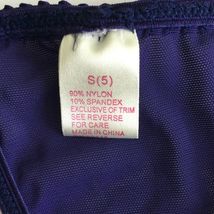 S(5)
90% NYLON
10% SPANDEX
EXCLUSIVE OF TRIM
SEE REVERSE
FOR CARE
MADE IN CHINA